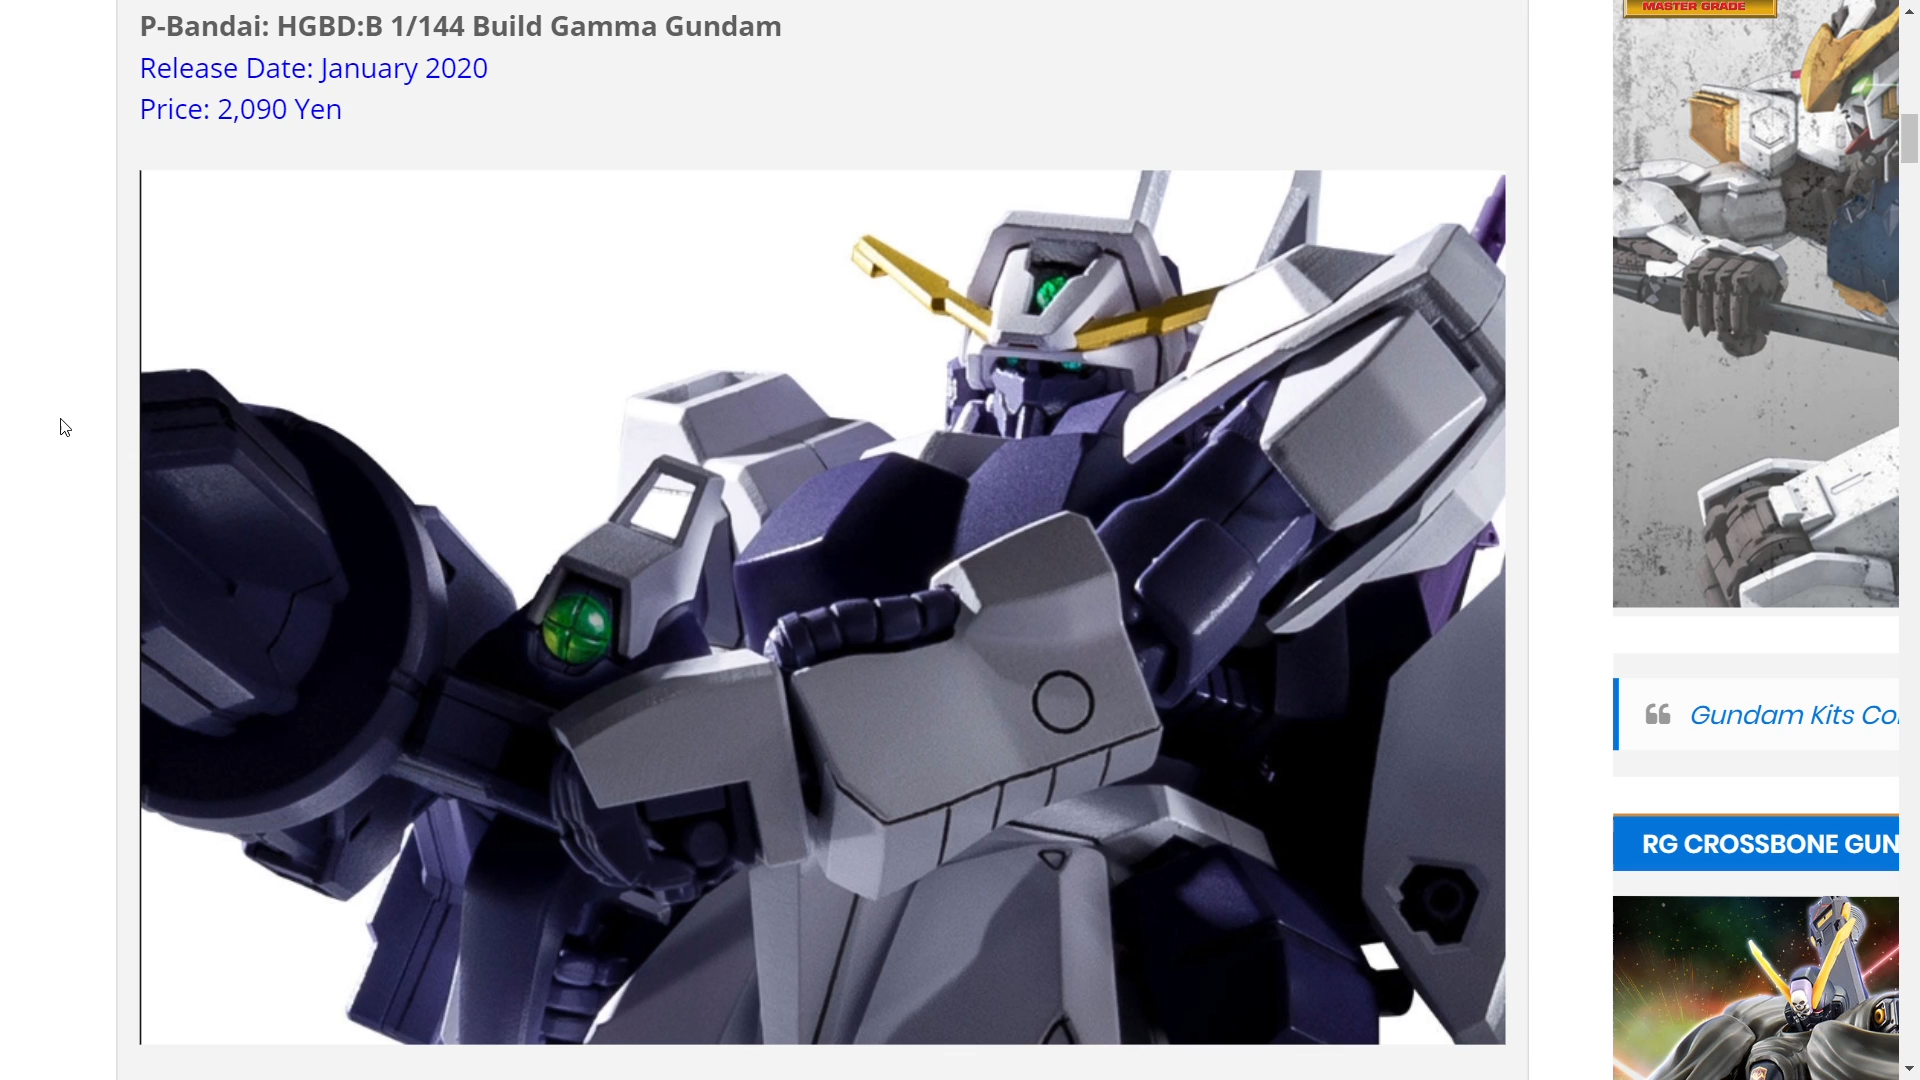 P-Bandai: HGBD:B 1/144 Build Gamma Gundam
Release Date: January 2020
Price: 2,090 Yen
MASTER GRADE
Gundam Kits Co
RG CROSSBONE GUN